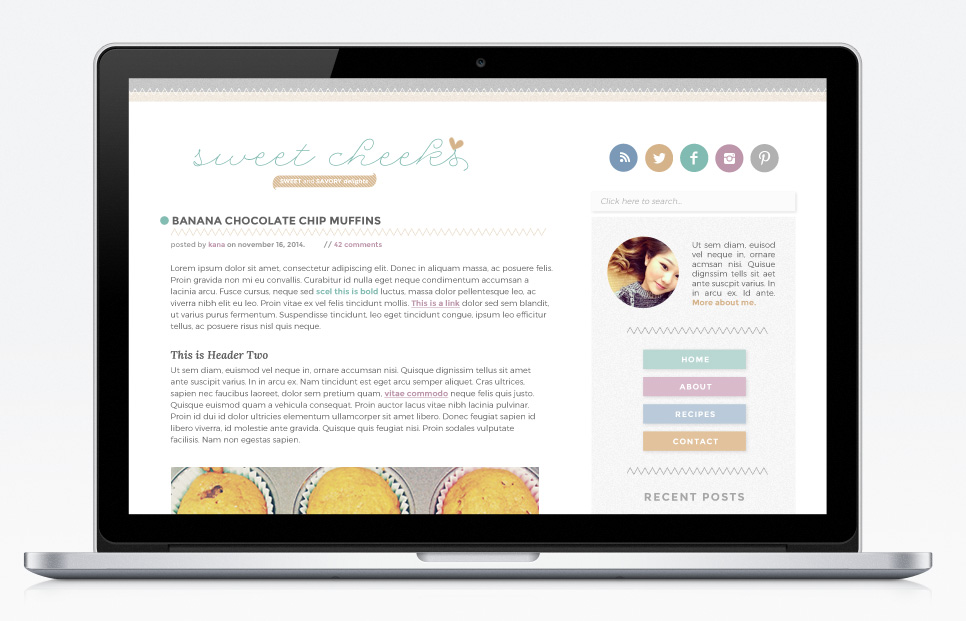 sweet cheeks
SWEET and SAVORY delights
BANANA CHOCOLATE CHIP MUFFINS
posted by kana on november 16, 2014. // 42 comments
Lorem ipsum dolor sit amet, consectetur adipiscing elit. Donec in aliquam massa, ac posuere felis.
Proin gravida non mi eu convallis. Curabitur id nulla eget neque condimentum accumsan a
lacinia arcu. Fusce cursus, neque sed scel this is bold luctus, massa dolor pellentesque leo, ac
viverra nibh elit eu leo. Proin vitae ex vel felis tincidunt mollis. This is a link dolor sed sem blandit,
ut varius purus fermentum. Suspendisse tincidunt, leo eget tincidunt congue, ipsum leo efficitur
tellus, ac posuere risus nisl quis neque.
This is Header Two
Ut sem diam, euismod vel neque in, ornare accumsan nisi. Quisque dignissim tellus sit amet
ante suscipit varius. In in arcu ex. Nam tincidunt est eget arcu semper aliquet. Cras ultrices,
sapien nec faucibus laoreet, dolor sem pretium quam, vitae commodo neque felis quis justo.
Quisque euismod quam a vehicula consequat. Proin auctor lacus vitae nibh lacinia pulvinar.
Proin id dui id dolor ultricies elementum ullamcorper sit amet libero. Donec feugiat sapien id
libero viverra, id molestie ante gravida. Quisque quis feugiat nisi. Proin sodales vulputate
facilisis. Nam non egestas sapien.
Click here to search...
Ut sem diam, euisod
vel neque in, ornare
acmsan nisi. Quisue
dignssim tells sit aet
ante suscpit varius. In
in arcu ex. Id ante.
More about me.
HOME
ABOUT
RECIPES
CONTACT
RECENT POSTS